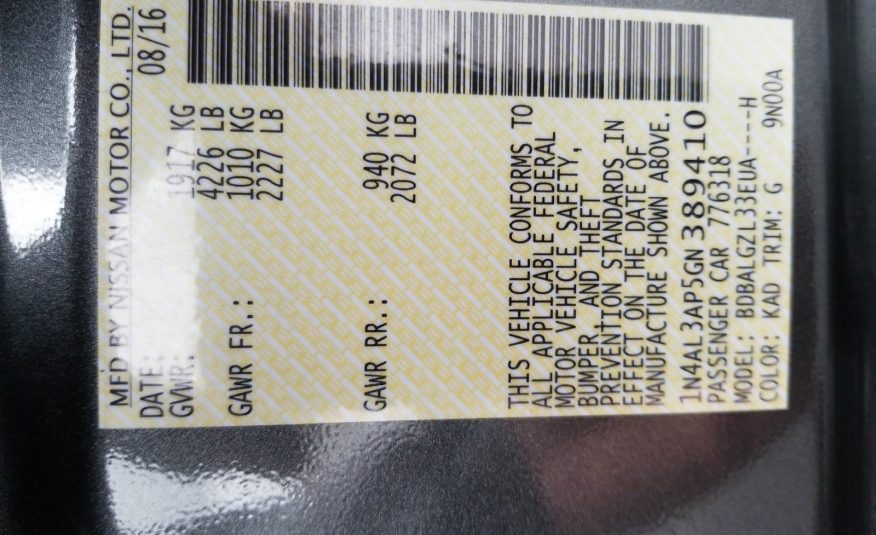 MFD BY NISSAN MOTOR CO., LTD.
DATE: 08/16
GVWR: 1917 KG
4226 LB
GAWR FR.: 1010 KG
2227 LB
GAWR RR.: 940 KG
2072 LB
THIS VEHICLE CONFORMS TO
ALL APPLICABLE FEDERAL
MOTOR VEHICLE SAFETY,
BUMPER, AND THEFT
PREVENTION STANDARDS IN
EFFECT ON THE DATE OF
MANUFACTURE SHOWN ABOVE.
1N4AL3AP5GN389410
PASSENGER CAR 776318
MODEL: BDBALGZL33EUA----H
COLOR: KAD TRIM: G 9N00A